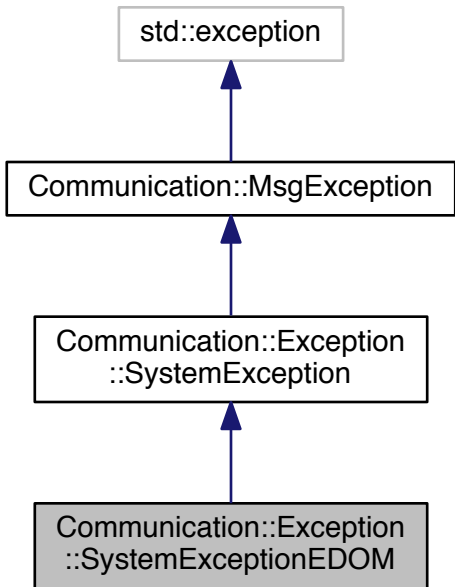 std::exception
Communication::MsgException
Communication::Exception
::SystemException
Communication::Exception
::SystemExceptionEDOM